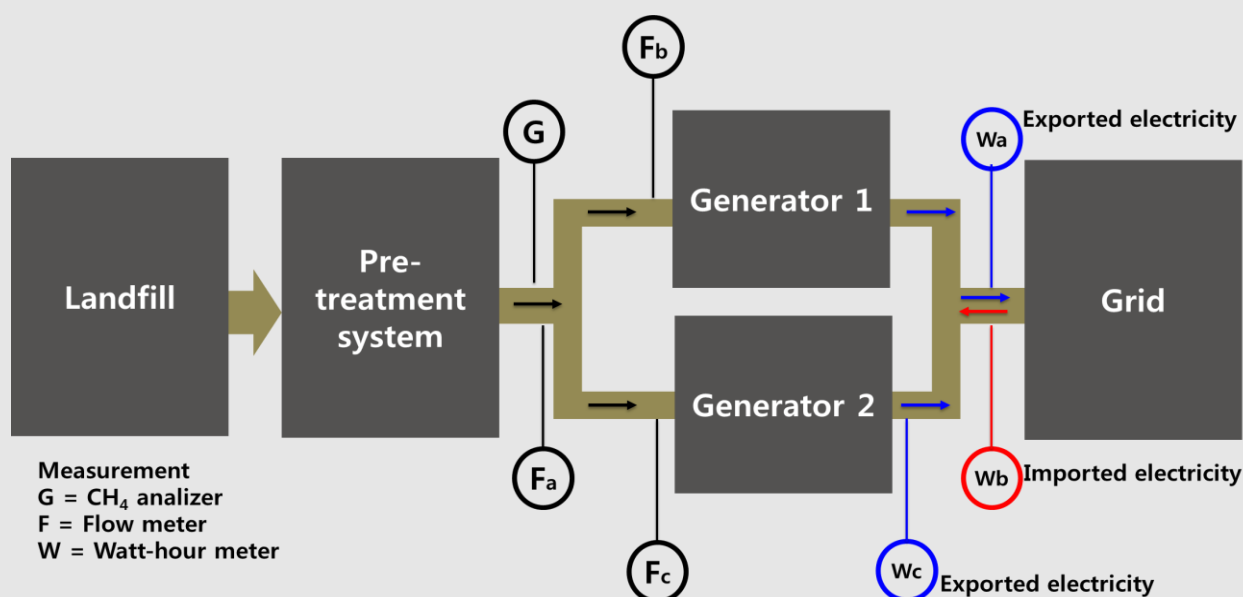 Fb
G
Wa
Exported electricity
Generator 1
Landfill
Pre-
treatment
system
Grid
Generator 2
Measurement
G = CH₄ analizer
F = Flow meter
W = Watt-hour meter
Fa
Wb
Imported electricity
Fc
Wc
Exported electricity